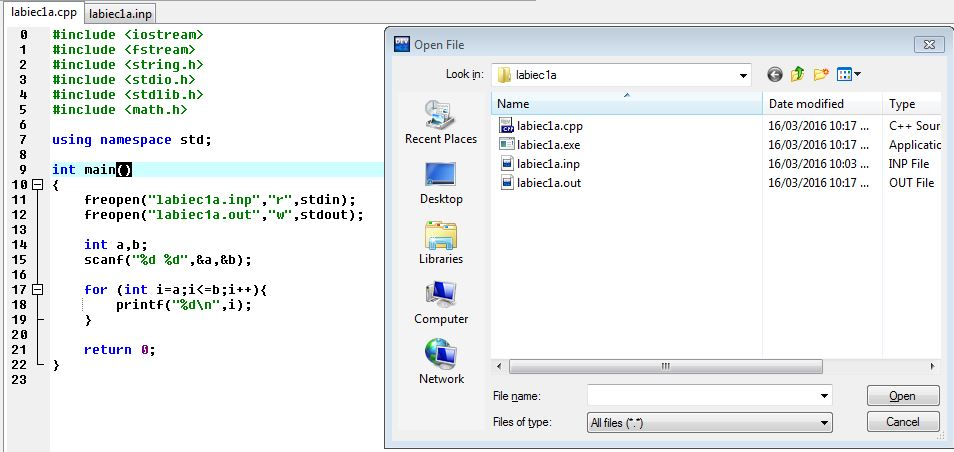 labiec1a.cpp labiec1a.inp
0 #include <iostream>
1 #include <fstream>
2 #include <string.h>
3 #include <stdio.h>
4 #include <stdlib.h>
5 #include <math.h>
6
7 using namespace std;
8
9 int main()
10 {
11 freopen("labiec1a.inp","r",stdin);
12 freopen("labiec1a.out","w",stdout);
13
14 int a,b;
15 scanf("%d %d",&a,&b);
16
17 for (int i=a;i<=b;i++){
18 printf("%d\n",i);
19 }
20
21 return 0;
22 }
23
DEV
Open File
Look in: labiec1a
Recent Places
Desktop
Libraries
Computer
Network
Name Date modified Type
CPP
labiec1a.cpp 16/03/2016 10:17 ... C++ Sour
labiec1a.exe 16/03/2016 10:17 ... Applicatio
labiec1a.inp 16/03/2016 10:03 ... INP File
labiec1a.out 16/03/2016 10:17 ... OUT File
File name: Open
Files of type: All files (*.*) Cancel